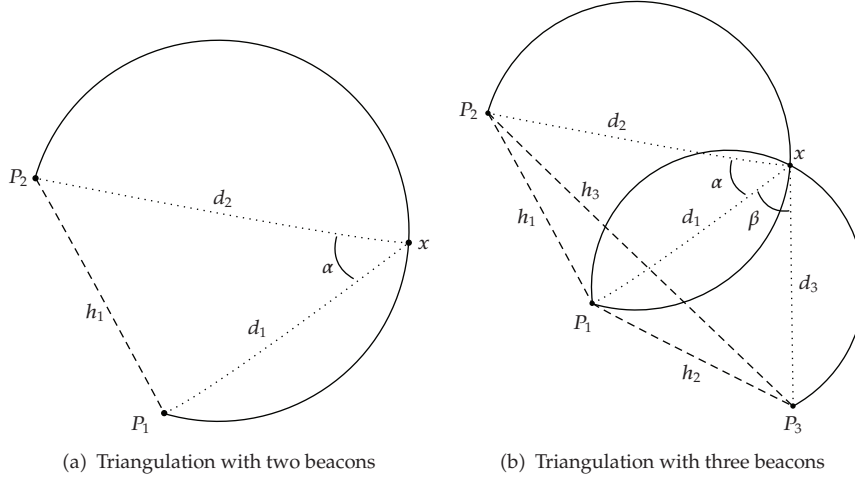 P2
d2
x
α
h1
d1
P1
(a) Triangulation with two beacons
P2
d2
x
h3
α
h1
d1
β
d3
P1
h2
P3
(b) Triangulation with three beacons